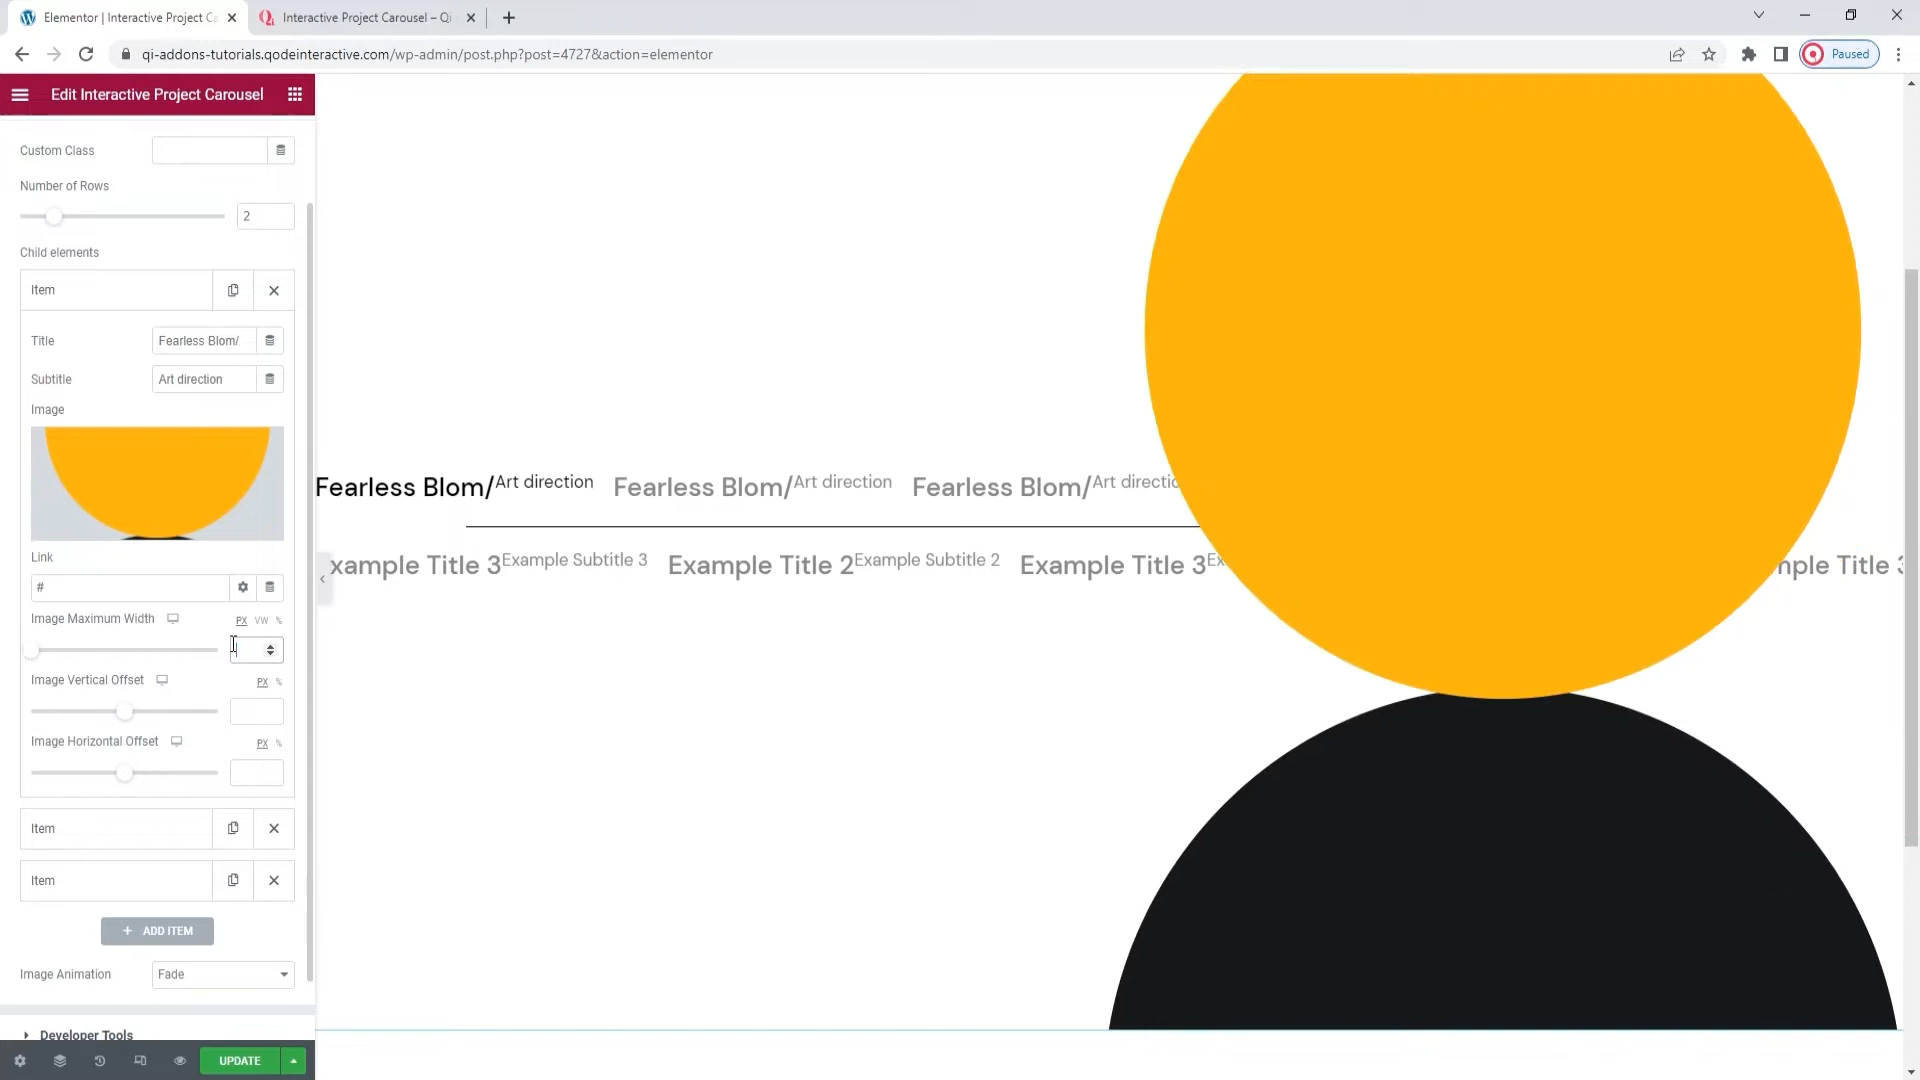 Elementor | Interactive Project Ca
Interactive Project Carousel – Qi
qi-addons-tutorials.qodeinteractive.com/wp-admin/post.php?post=4727&action=elementor
Paused
Edit Interactive Project Carousel
Custom Class
Number of Rows
2
Child elements
Item
Title
Fearless Blom/
Subtitle
Art direction
Image
Link
#
Image Maximum Width
PX VW %
Image Vertical Offset
PX %
Image Horizontal Offset
PX %
Item
Item
+ ADD ITEM
Image Animation
Fade
Developer Tools
UPDATE
Fearless Blom/Art direction Fearless Blom/Art direction Fearless Blom/Art directio
xample Title 3Example Subtitle 3 Example Title 2Example Subtitle 2 Example Title 3Ex mple Title 3